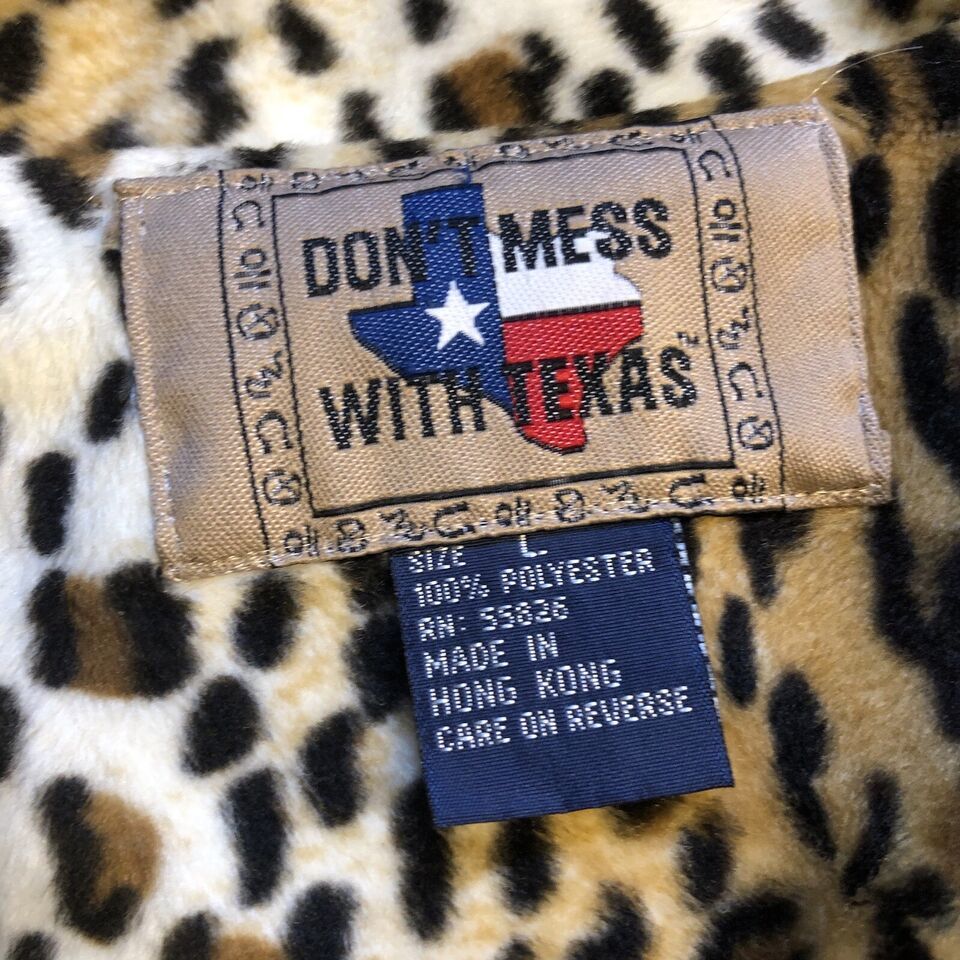 DON'T MESS
WITH TEXAS
SIZE L
100% POLYESTER
RN: 55826
MADE IN
HONG KONG
CARE ON REVERSE